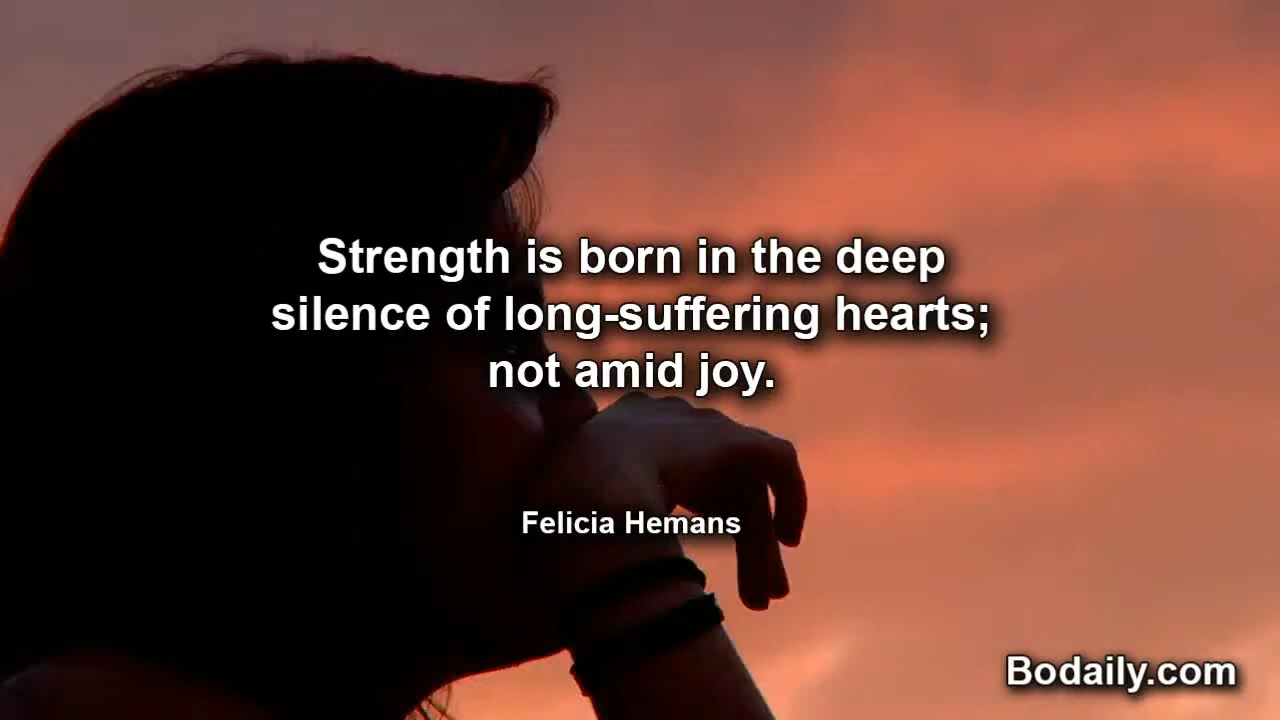 Strength is born in the deep
silence of long-suffering hearts;
not amid joy.
Felicia Hemans
Bodaily.com